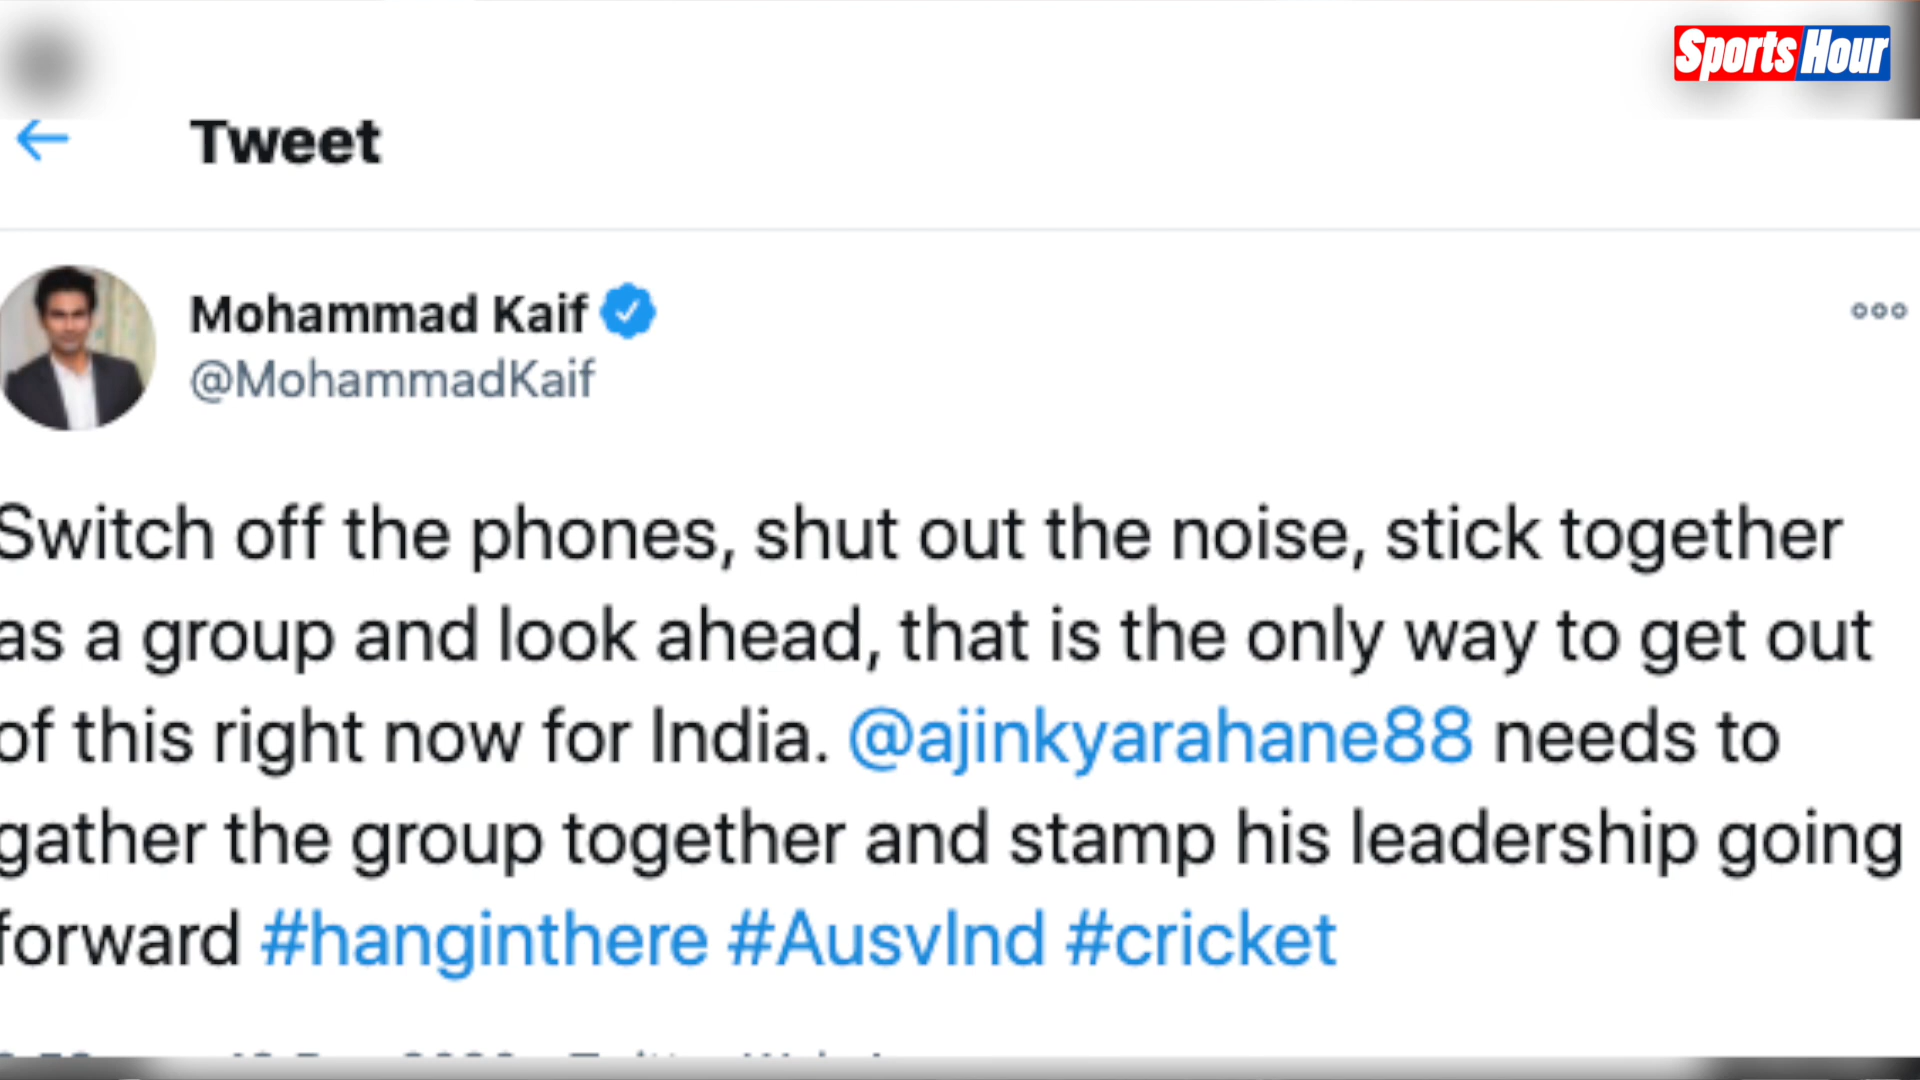 Sports Hour
Tweet
Mohammad Kaif
@MohammadKaif
Switch off the phones, shut out the noise, stick together
as a group and look ahead, that is the only way to get out
of this right now for India. @ajinkyarahane88 needs to
gather the group together and stamp his leadership going
forward #hanginthere #AusvInd #cricket